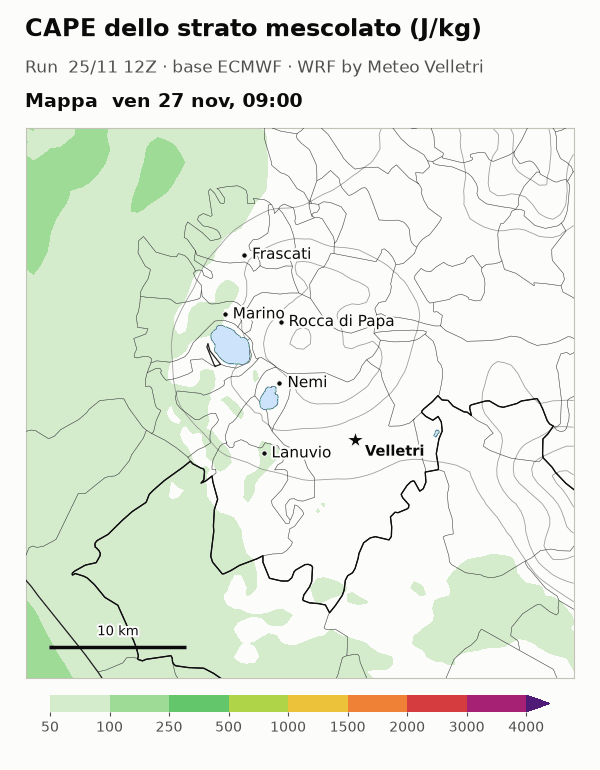 CAPE dello strato mescolato (J/kg)
Run  25/11 12Z · base ECMWF · WRF by Meteo Velletri
Mappa  ven 27 nov, 09:00
Frascati
Marino
Rocca di Papa
Nemi
Velletri
Lanuvio
10 km
50 100 250 500 1000 1500 2000 3000 4000